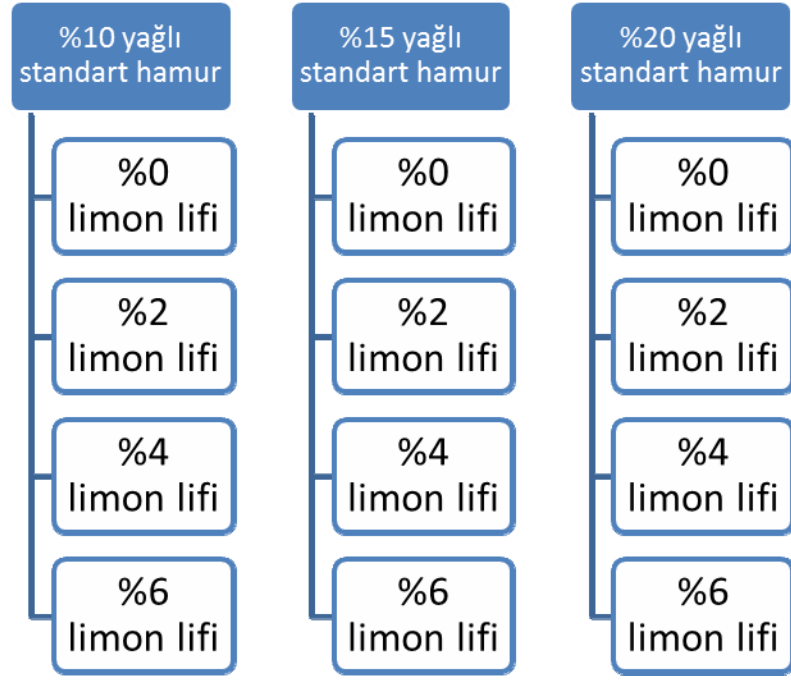 %10 yağlı
standart hamur
%0
limon lifi
%2
limon lifi
%4
limon lifi
%6
limon lifi
%15 yağlı
standart hamur
%0
limon lifi
%2
limon lifi
%4
limon lifi
%6
limon lifi
%20 yağlı
standart hamur
%0
limon lifi
%2
limon lifi
%4
limon lifi
%6
limon lifi